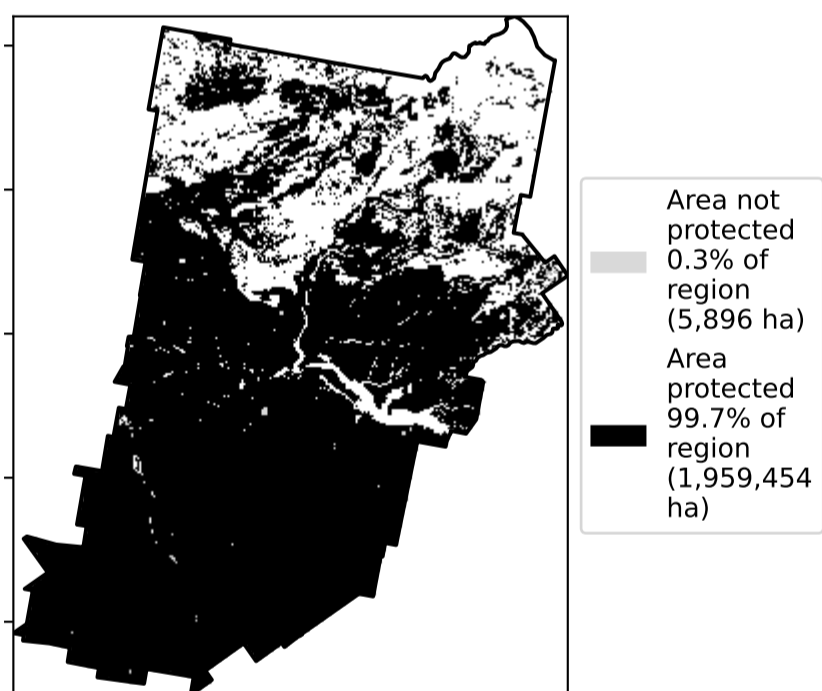 Area not
protected
0.3% of
region
(5,896 ha)
Area
protected
99.7% of
region
(1,959,454
ha)